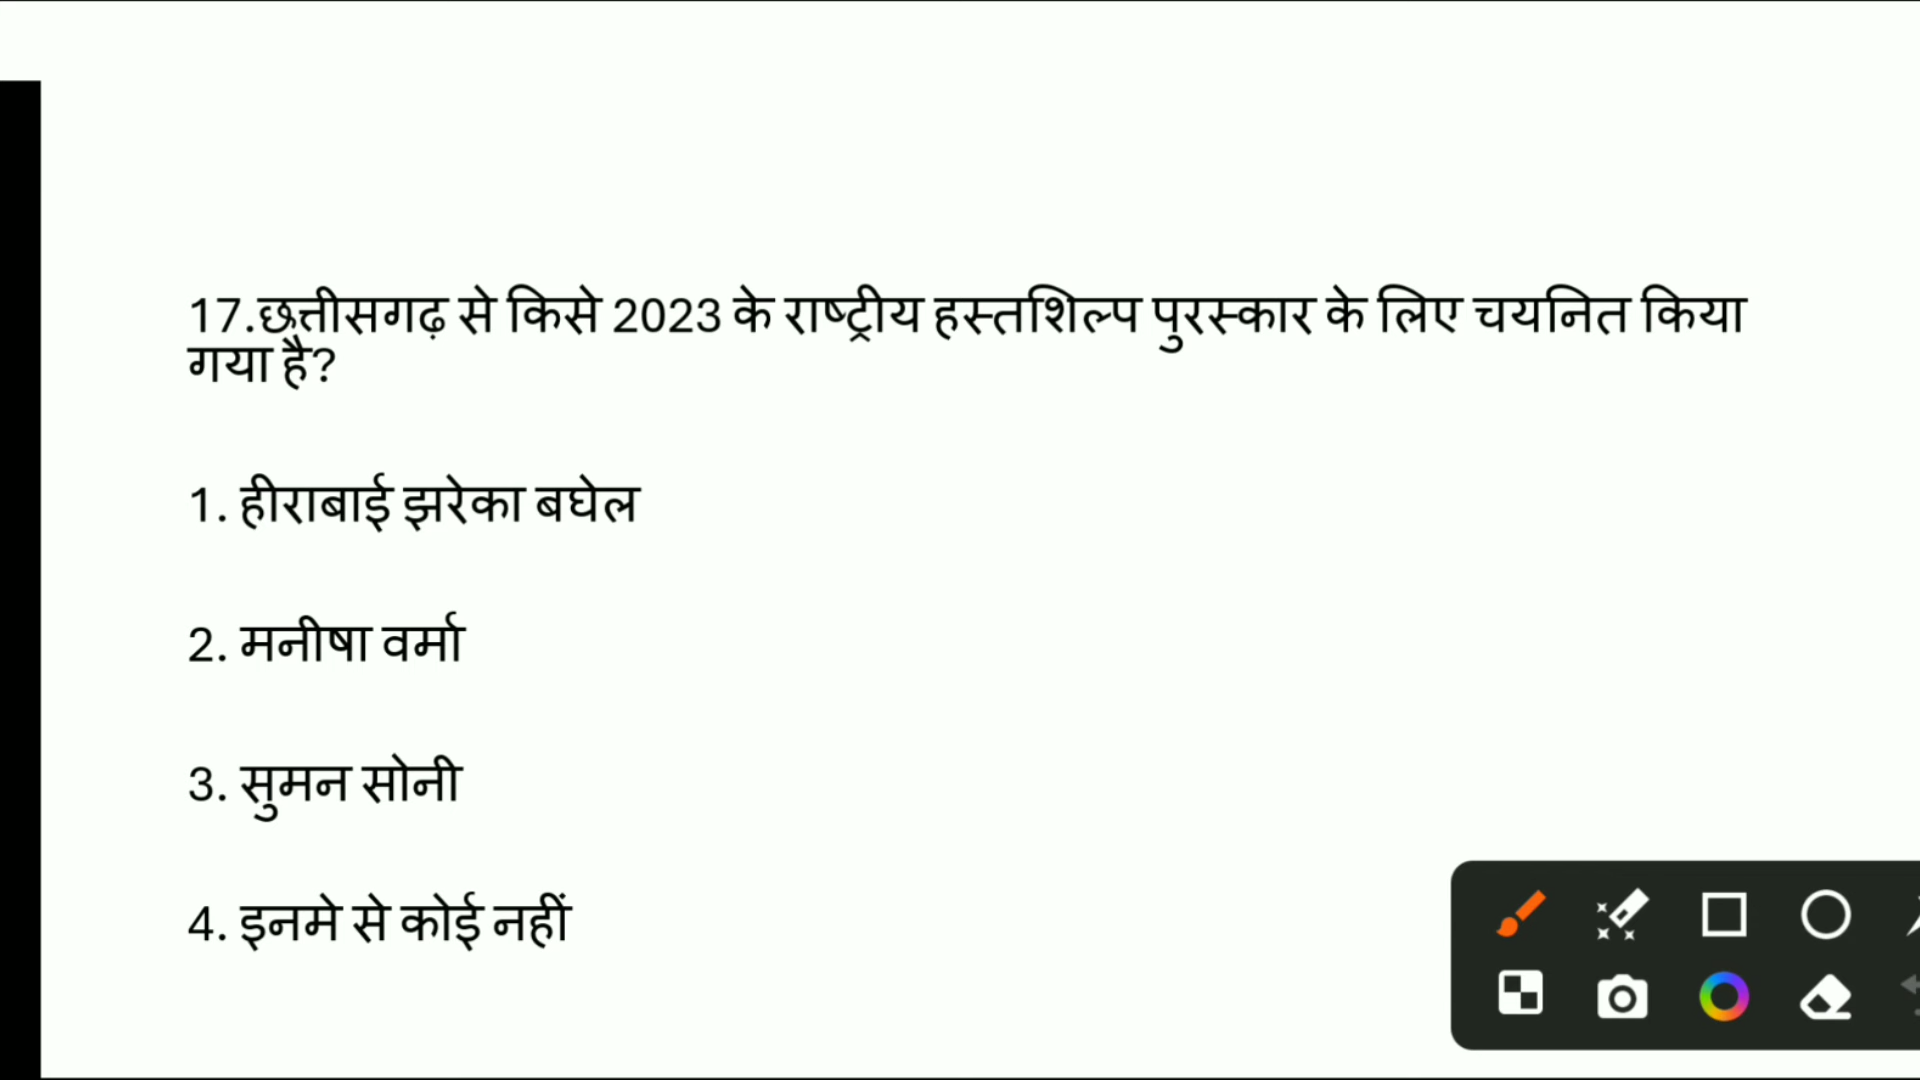 17.छत्तीसगढ़ से किसे 2023 के राष्ट्रीय हस्तशिल्प पुरस्कार के लिए चयनित किया
गया है?
1. हीराबाई झरेका बघेल
2. मनीषा वर्मा
3. सुमन सोनी
4. इनमे से कोई नहीं